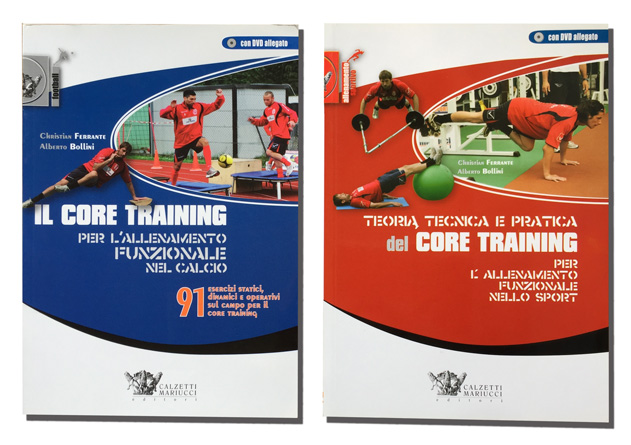 con DVD allegato
football
Christian FERRANTE
Alberto Bollini
IL CORE TRAINING
PER L'ALLENAMENTO
FUNZIONALE
NEL CALCIO
91
ESERCIZI STATICI,
DINAMICI E OPERATIVI
SUL CAMPO PER IL
CORE TRAINING
CALZETTI
MARIUCCI
editori
con DVD allegato
allenamento
Christian FERRANTE
Alberto Bollini
TEORIA, TECNICA E PRATICA
del CORE TRAINING
PER
L'ALLENAMENTO
FUNZIONALE
NELLO SPORT
CALZETTI
MARIUCCI
editori